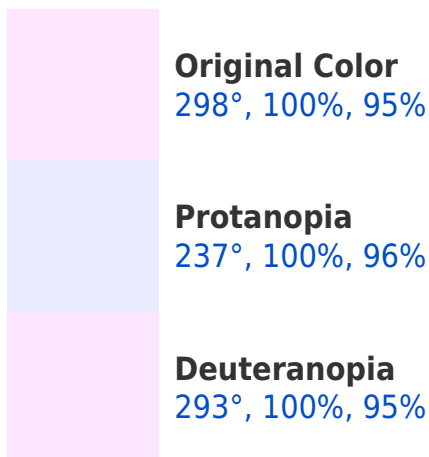 Original Color
298°, 100%, 95%
Protanopia
237°, 100%, 96%
Deuteranopia
293°, 100%, 95%